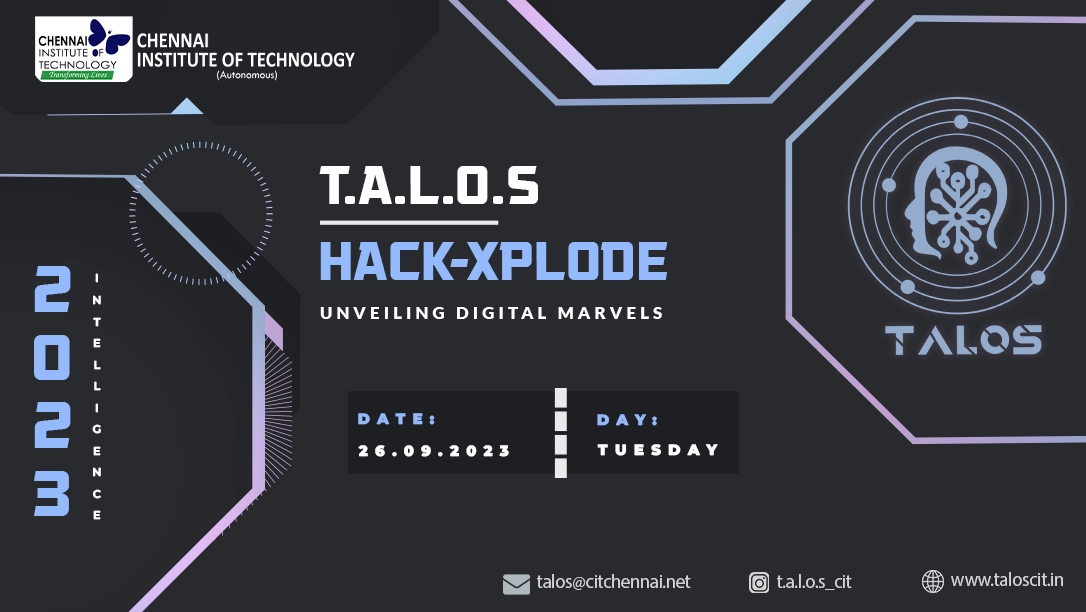 CHENNAI
INSTITUTE OF
TECHNOLOGY
Transforming Lives
CHENNAI
INSTITUTE OF TECHNOLOGY
(Autonomous)
T.A.L.O.S
HACK-XPLODE
UNVEILING DIGITAL MARVELS
TALOS
2023
INTELLIGENCE
DATE:
26.09.2023
DAY:
TUESDAY
talos@citchennai.net
t.a.l.o.s_cit
www.taloscit.in